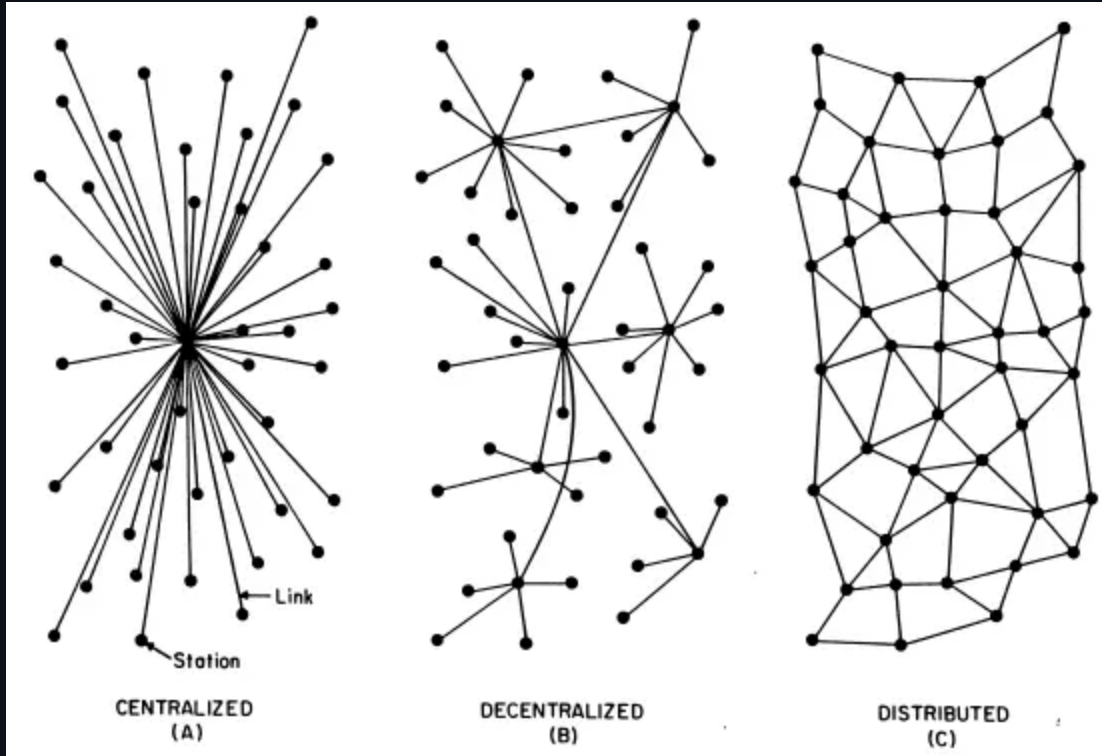 Link
Station
CENTRALIZED
(A)
DECENTRALIZED
(B)
DISTRIBUTED
(C)